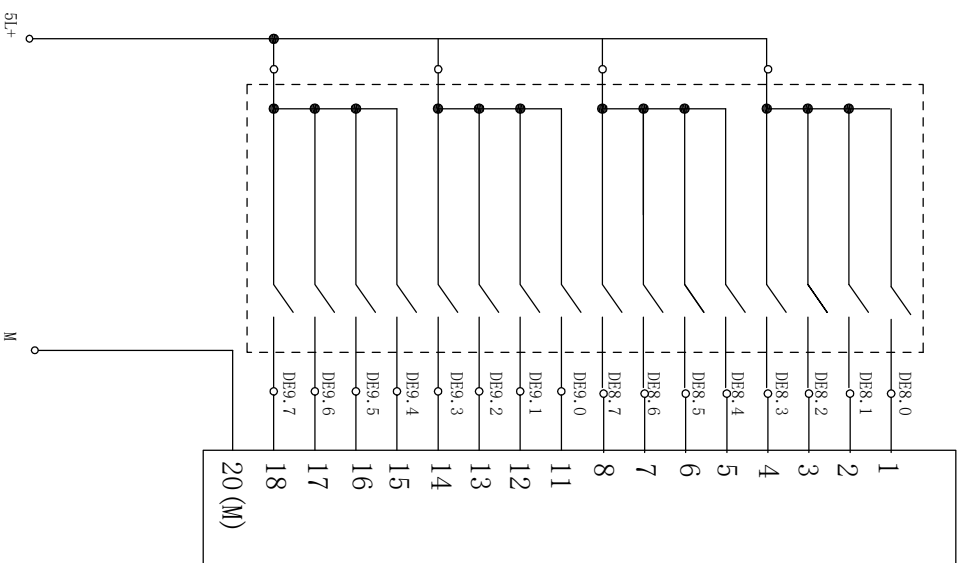 5L+
M
DE9.7
DE9.6
DE9.5
DE9.4
DE9.3
DE9.2
DE9.1
DE9.0
DE8.7
DE8.6
DE8.5
DE8.4
DE8.3
DE8.2
DE8.1
DE8.0
20(M)
18
17
16
15
14
13
12
11
8
7
6
5
4
3
2
1